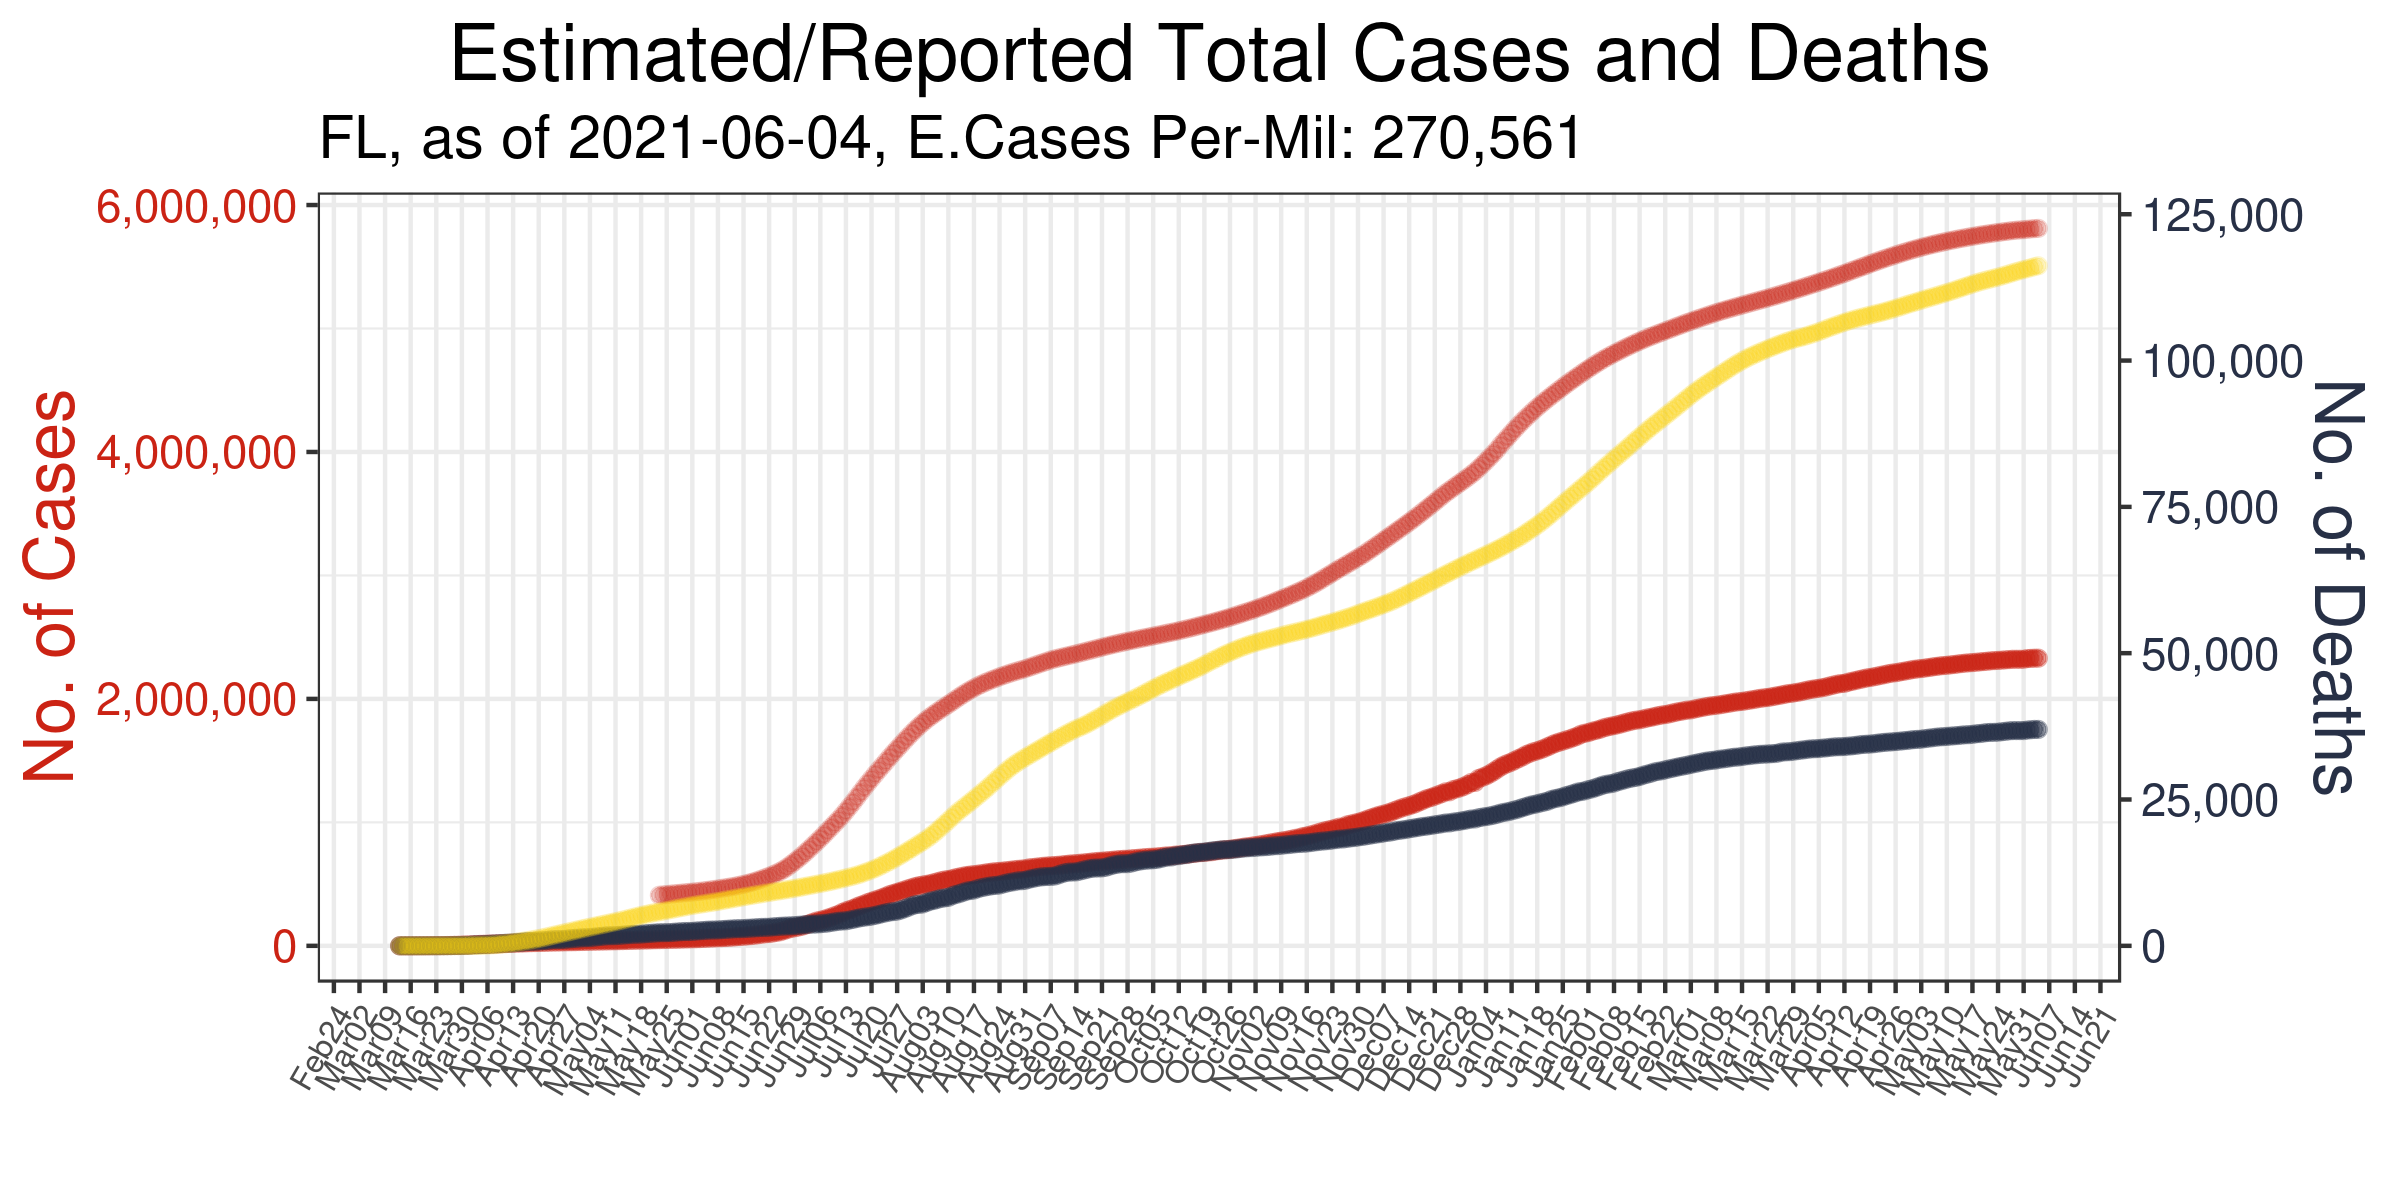 Estimated/Reported Total Cases and Deaths
FL, as of 2021-06-04, E.Cases Per-Mil: 270,561
No. of Cases
6,000,000
4,000,000
2,000,000
0
125,000
100,000
75,000
50,000
25,000
0
No. of Deaths
Feb24
Mar02
Mar09
Mar16
Mar23
Mar30
Apr06
Apr13
Apr20
Apr27
May04
May11
May18
May25
Jun01
Jun08
Jun15
Jun22
Jun29
Jul06
Jul13
Jul20
Jul27
Aug03
Aug10
Aug17
Aug24
Aug31
Sep07
Sep14
Sep21
Sep28
Oct05
Oct12
Oct19
Oct26
Nov02
Nov09
Nov16
Nov23
Nov30
Dec07
Dec14
Dec21
Dec28
Jan04
Jan11
Jan18
Jan25
Feb01
Feb08
Feb15
Feb22
Mar01
Mar08
Mar15
Mar22
Mar29
Apr05
Apr12
Apr19
Apr26
May03
May10
May17
May24
May31
Jun07
Jun14
Jun21